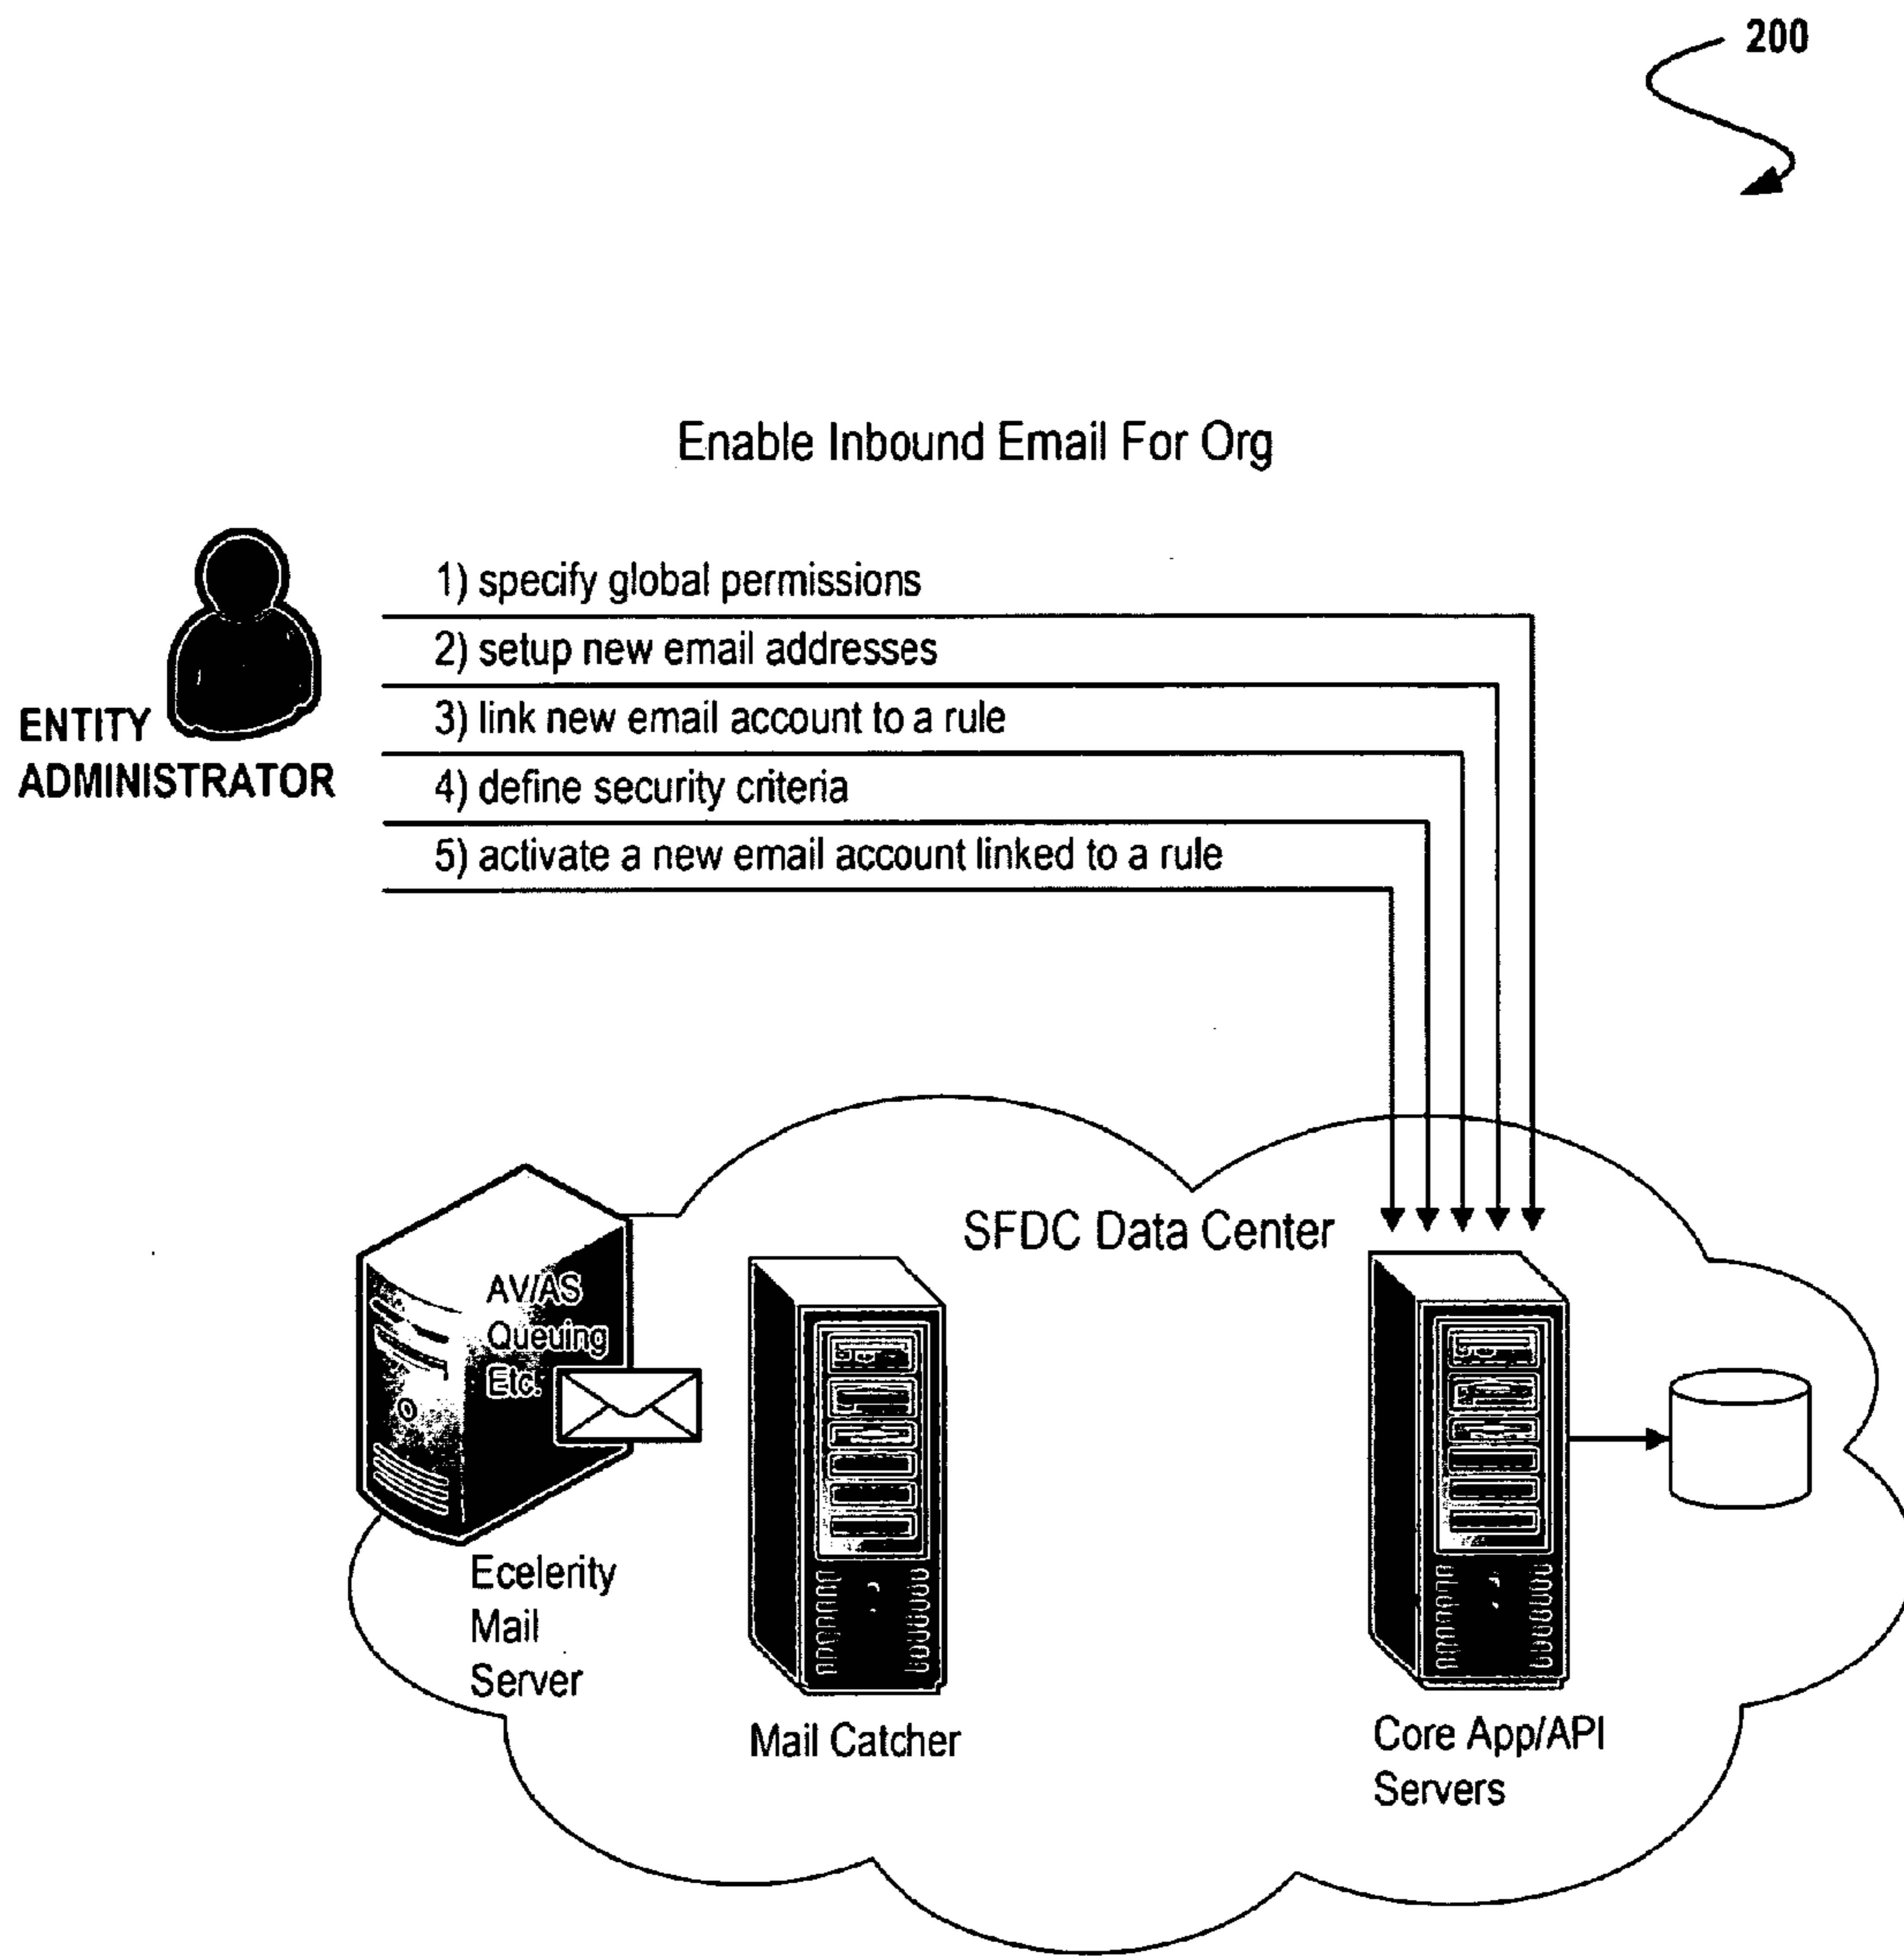 200
Enable Inbound Email For Org
1) specify global permissions
2) setup new email addresses
3) link new email account to a rule
4) define security criteria
5) activate a new email account linked to a rule
ENTITY
ADMINISTRATOR
SFDC Data Center
AV/AS
Queuing
Etc.
Ecelerity
Mail
Server
Mail Catcher
Core App/API
Servers